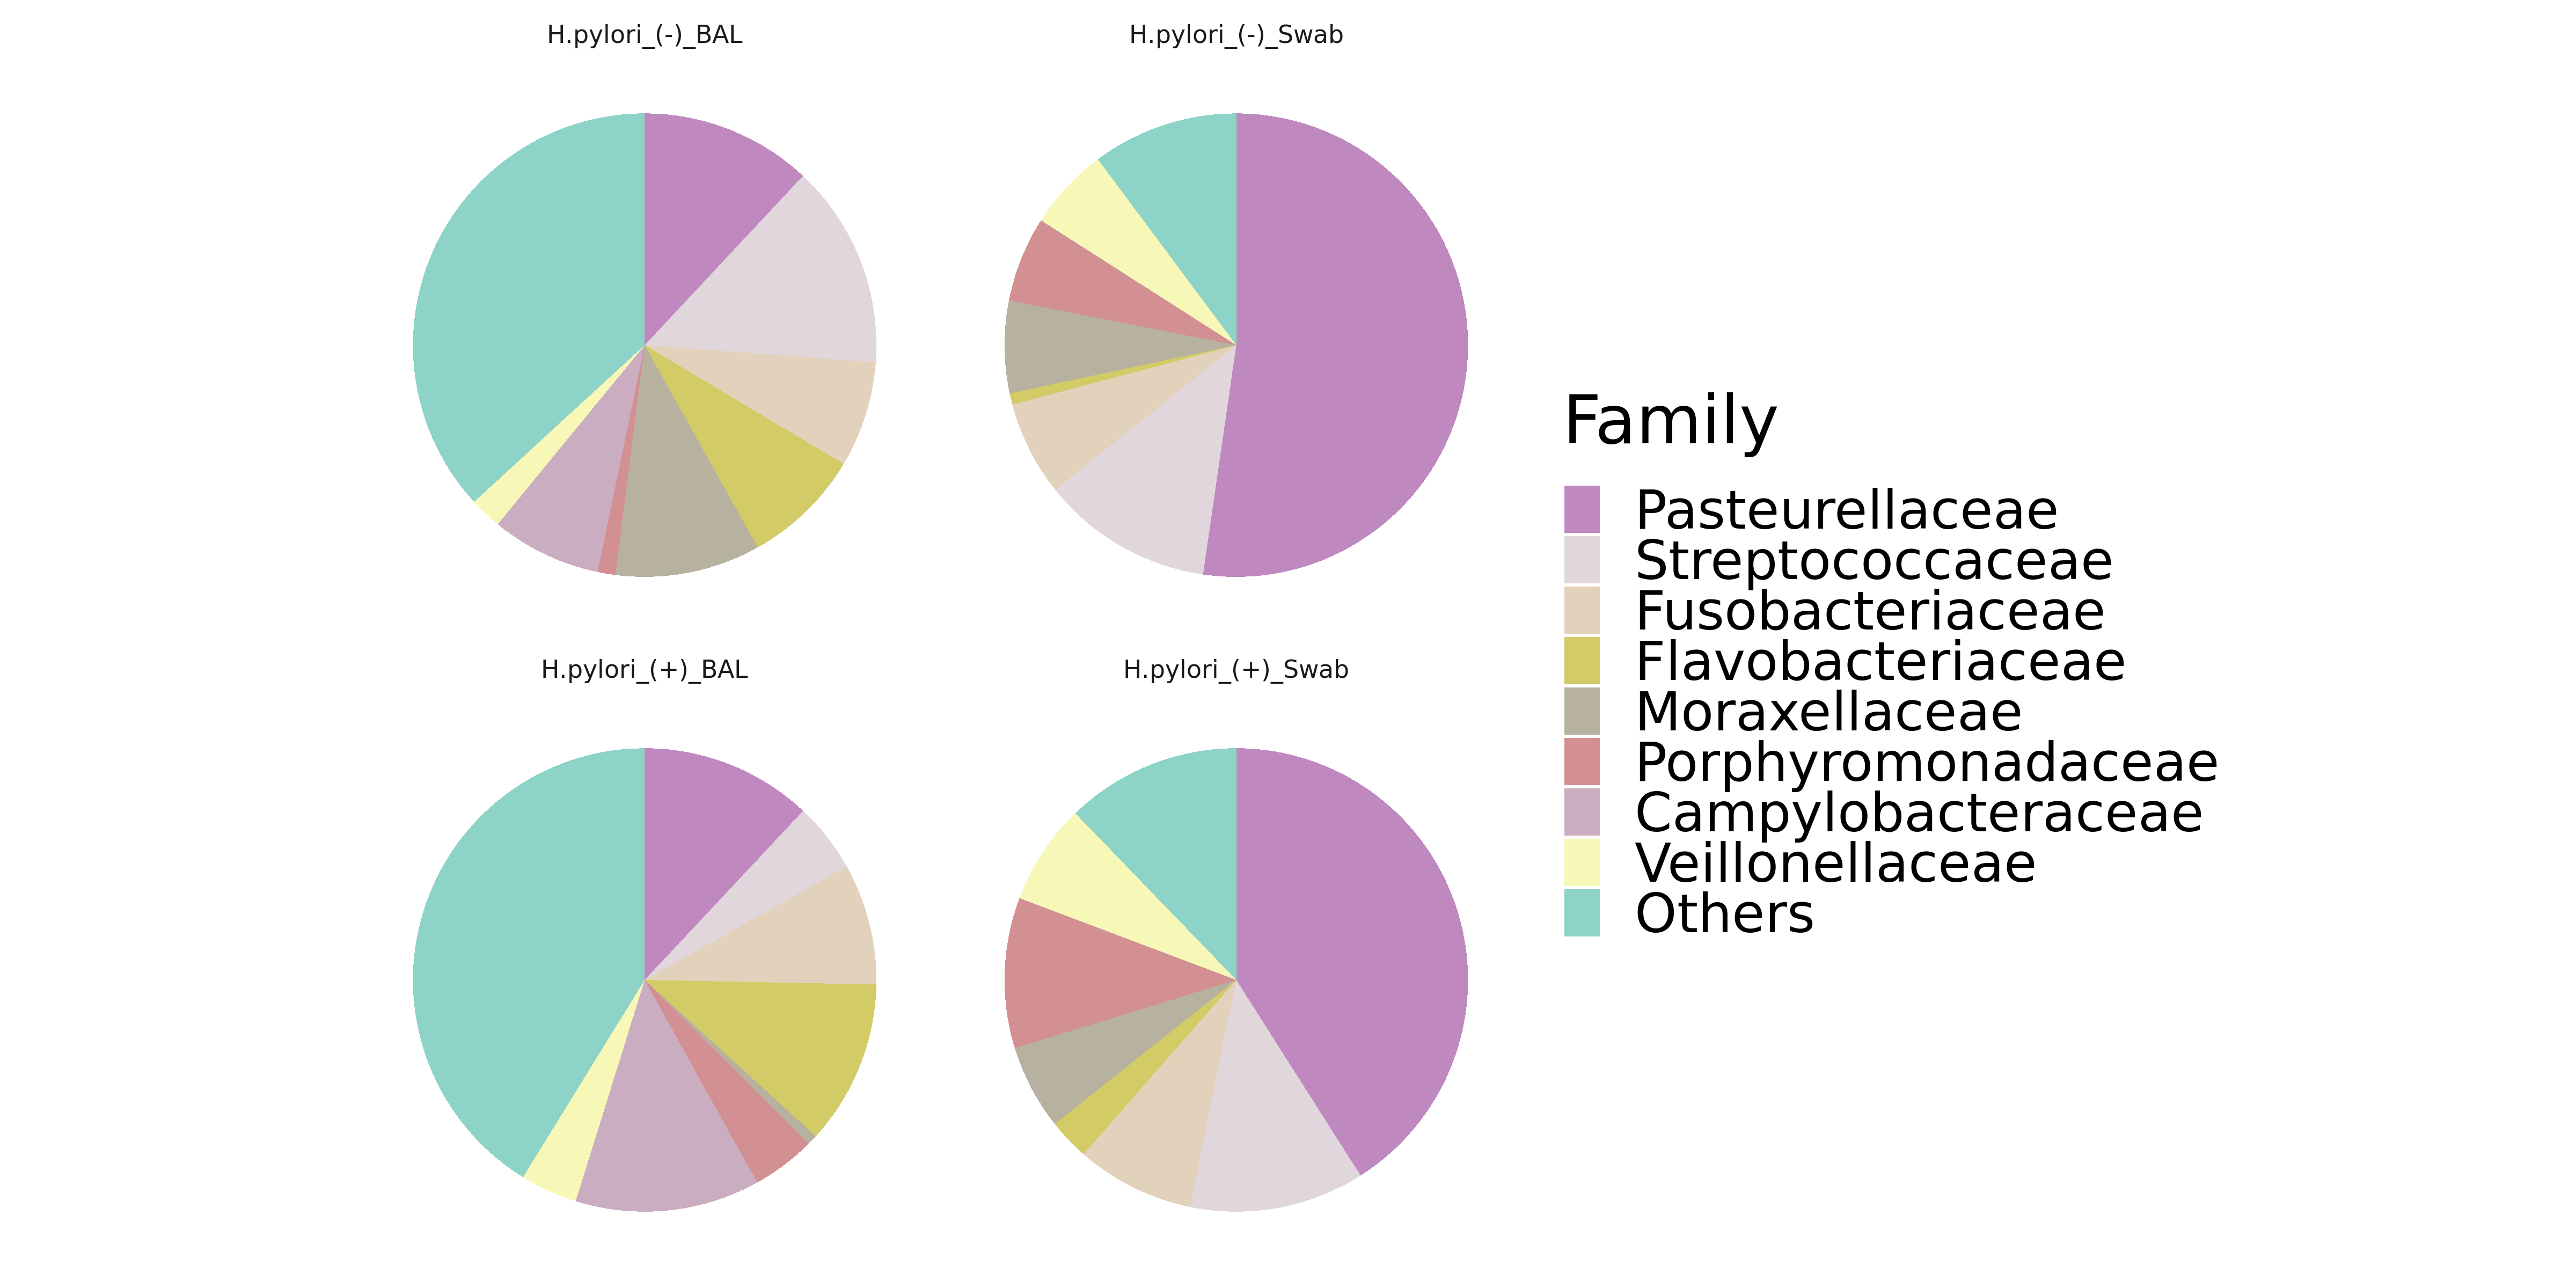 H.pylori_(-)_BAL
H.pylori_(-)_Swab
H.pylori_(+)_BAL
H.pylori_(+)_Swab
Family
Pasteurellaceae
Streptococcaceae
Fusobacteriaceae
Flavobacteriaceae
Moraxellaceae
Porphyromonadaceae
Campylobacteraceae
Veillonellaceae
Others